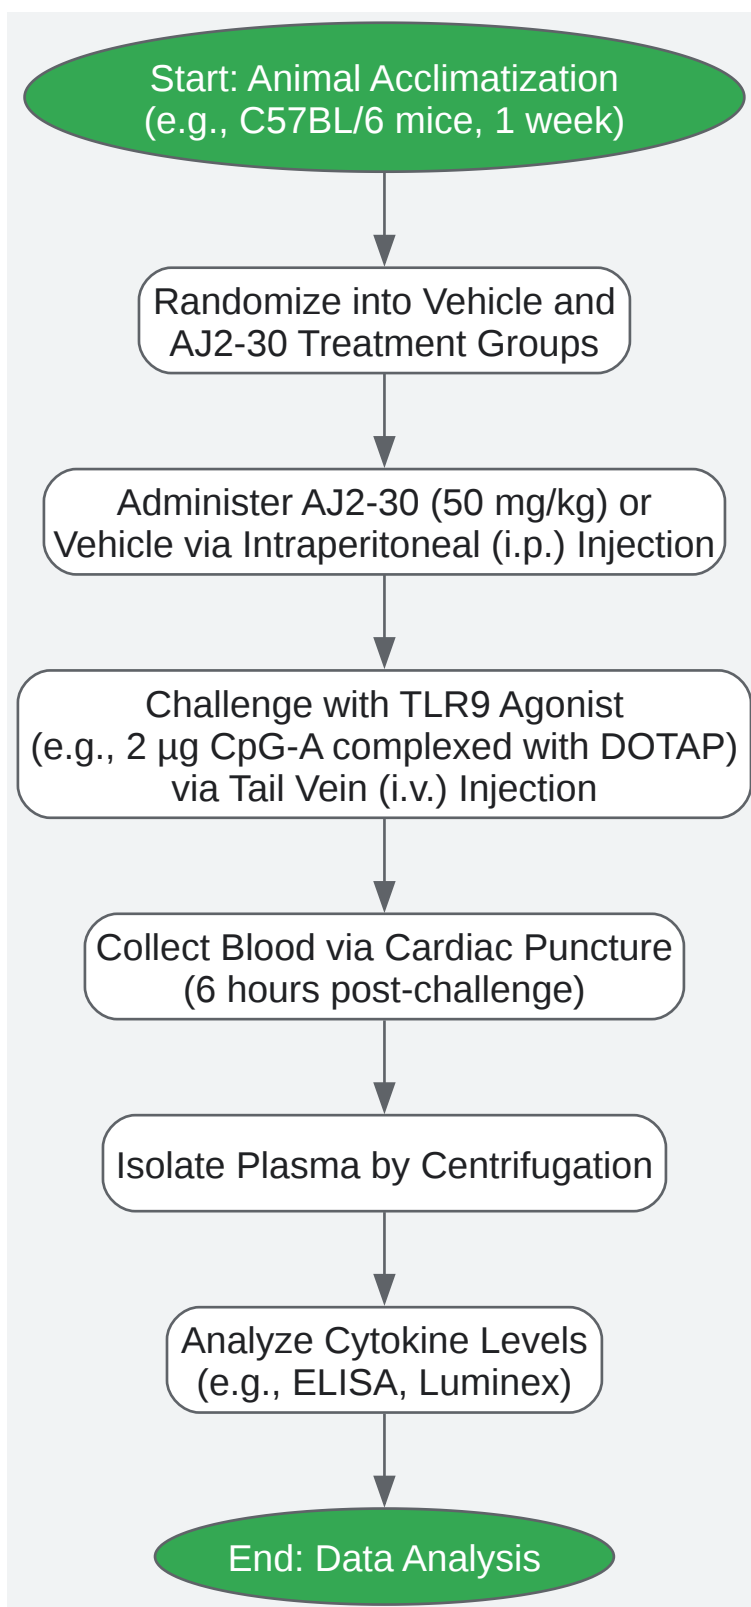 Start: Animal Acclimatization
(e.g., C57BL/6 mice, 1 week)
Randomize into Vehicle and
AJ2-30 Treatment Groups
Administer AJ2-30 (50 mg/kg) or
Vehicle via Intraperitoneal (i.p.) Injection
Challenge with TLR9 Agonist
(e.g., 2 µg CpG-A complexed with DOTAP)
via Tail Vein (i.v.) Injection
Collect Blood via Cardiac Puncture
(6 hours post-challenge)
Isolate Plasma by Centrifugation
Analyze Cytokine Levels
(e.g., ELISA, Luminex)
End: Data Analysis